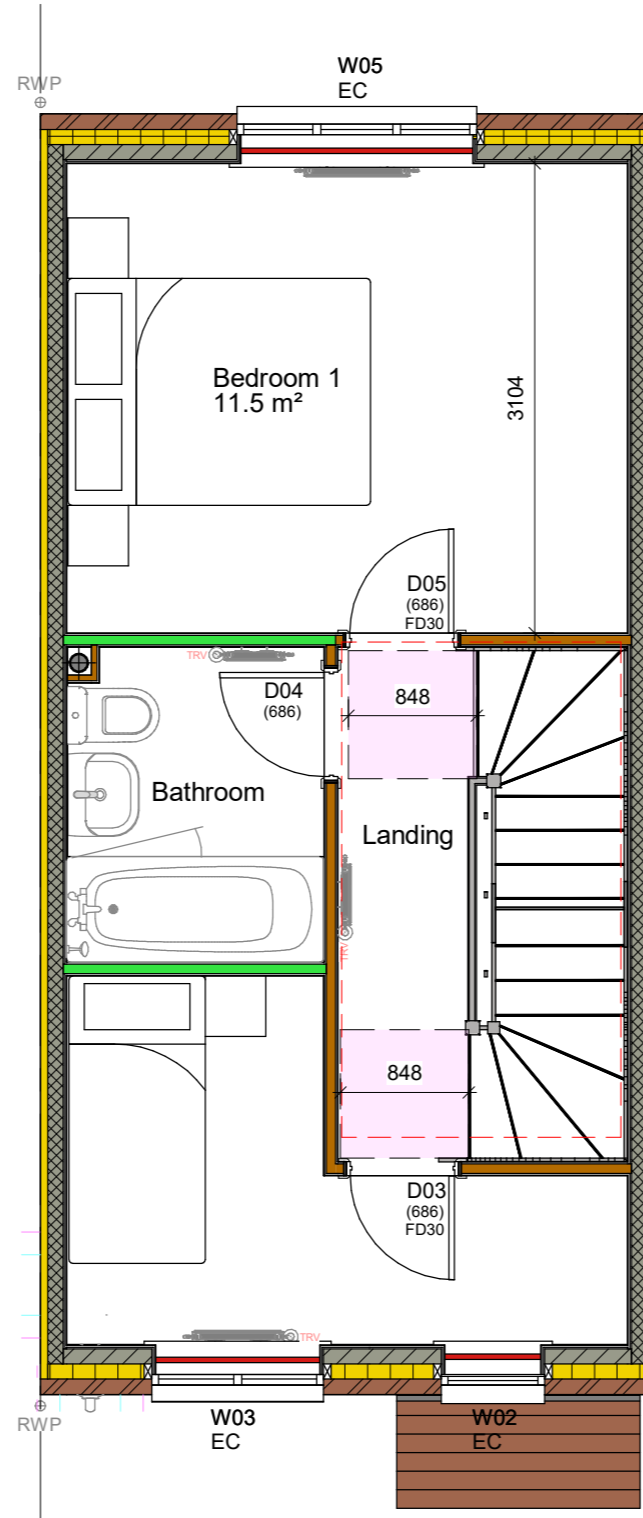 RWP
W05
EC
Bedroom 1
11.5 m²
3104
D05
(686)
FD30
TRV
D04
(686)
848
Bathroom
Landing
TRV
848
D03
(686)
FD30
TRV
RWP
W03
EC
W02
EC